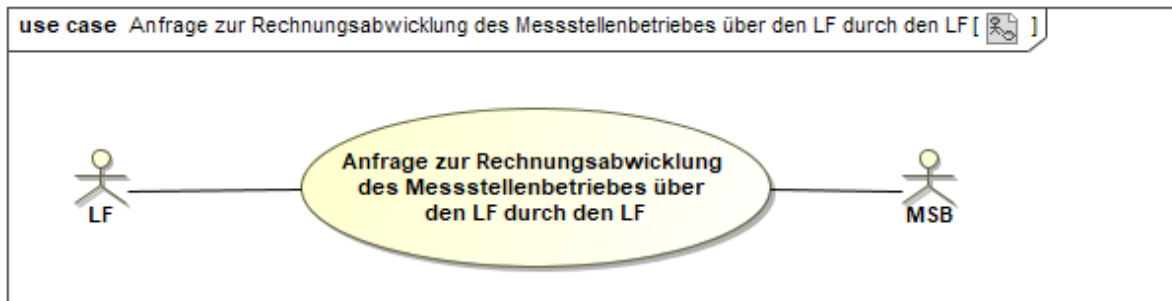 use case Anfrage zur Rechnungsabwicklung des Messstellenbetriebes über den LF durch den LF [ ]
Anfrage zur Rechnungsabwicklung
des Messstellenbetriebes über
den LF durch den LF
LF
MSB